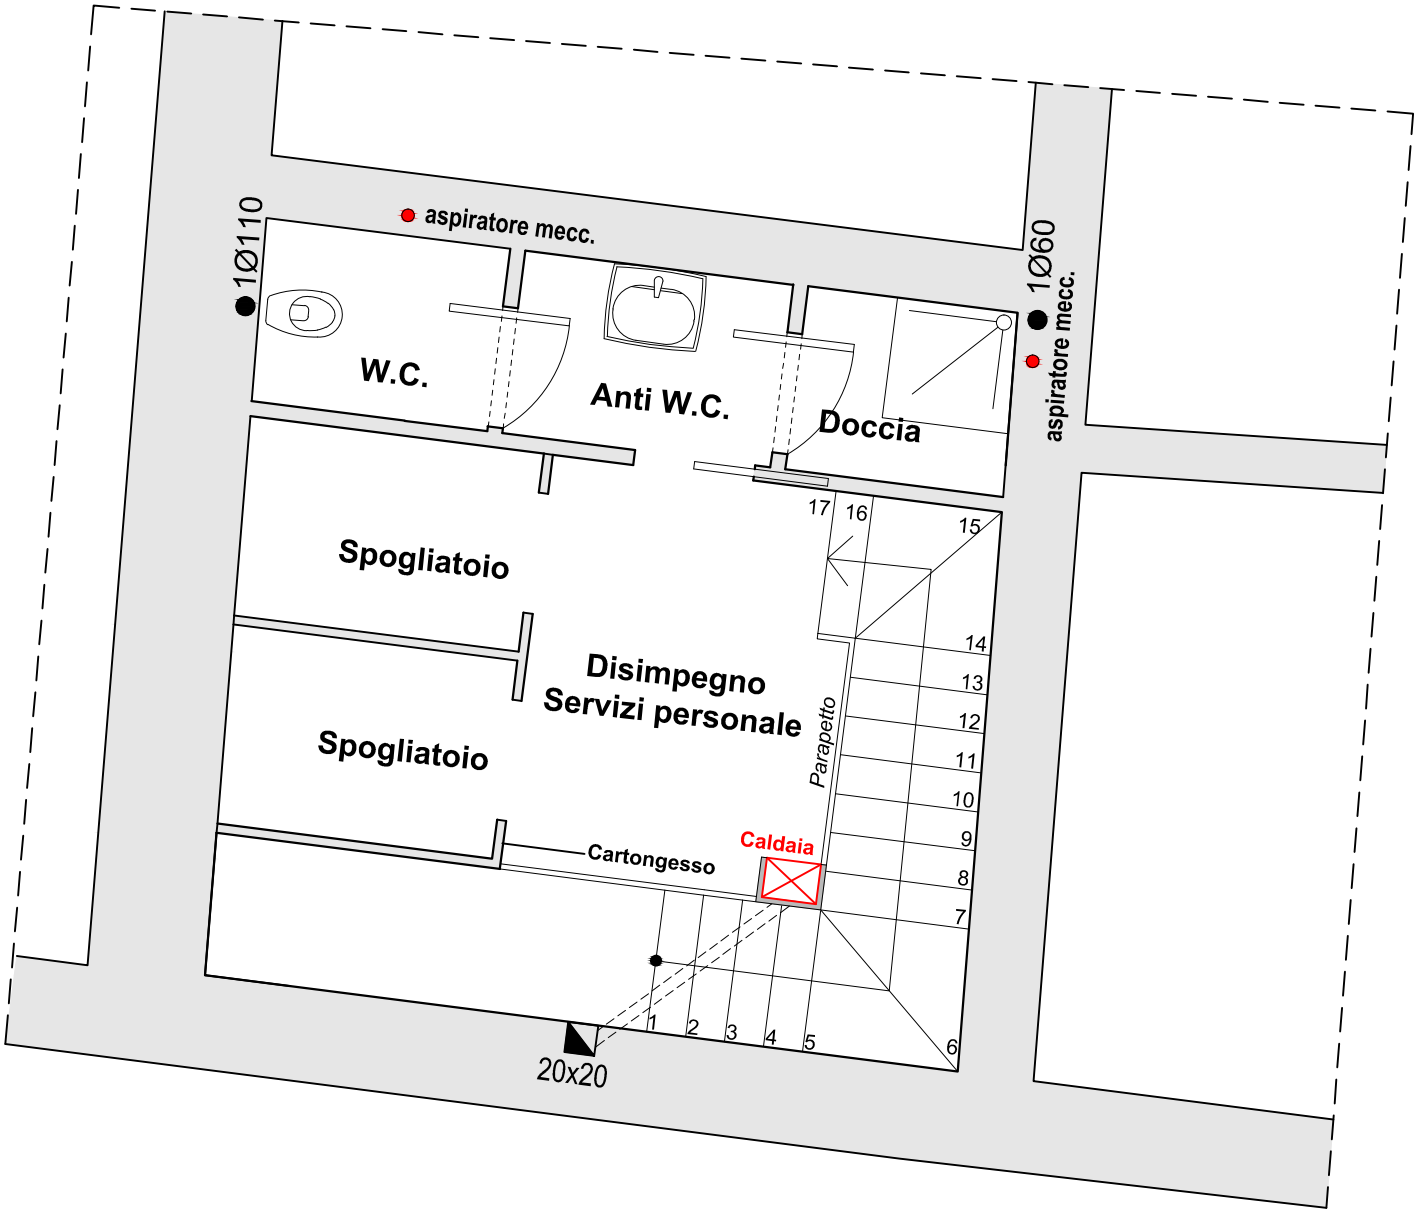 aspiratore mecc.
1Ø110
1Ø60
aspiratore mecc.
W.C.
Anti W.C.
Doccia
17
16
15
Spogliatoio
14
Disimpegno
Servizi personale
13
12
Parapetto
Spogliatoio
11
10
9
Caldaia
Cartongesso
8
7
1
2
3
4
5
6
20x20